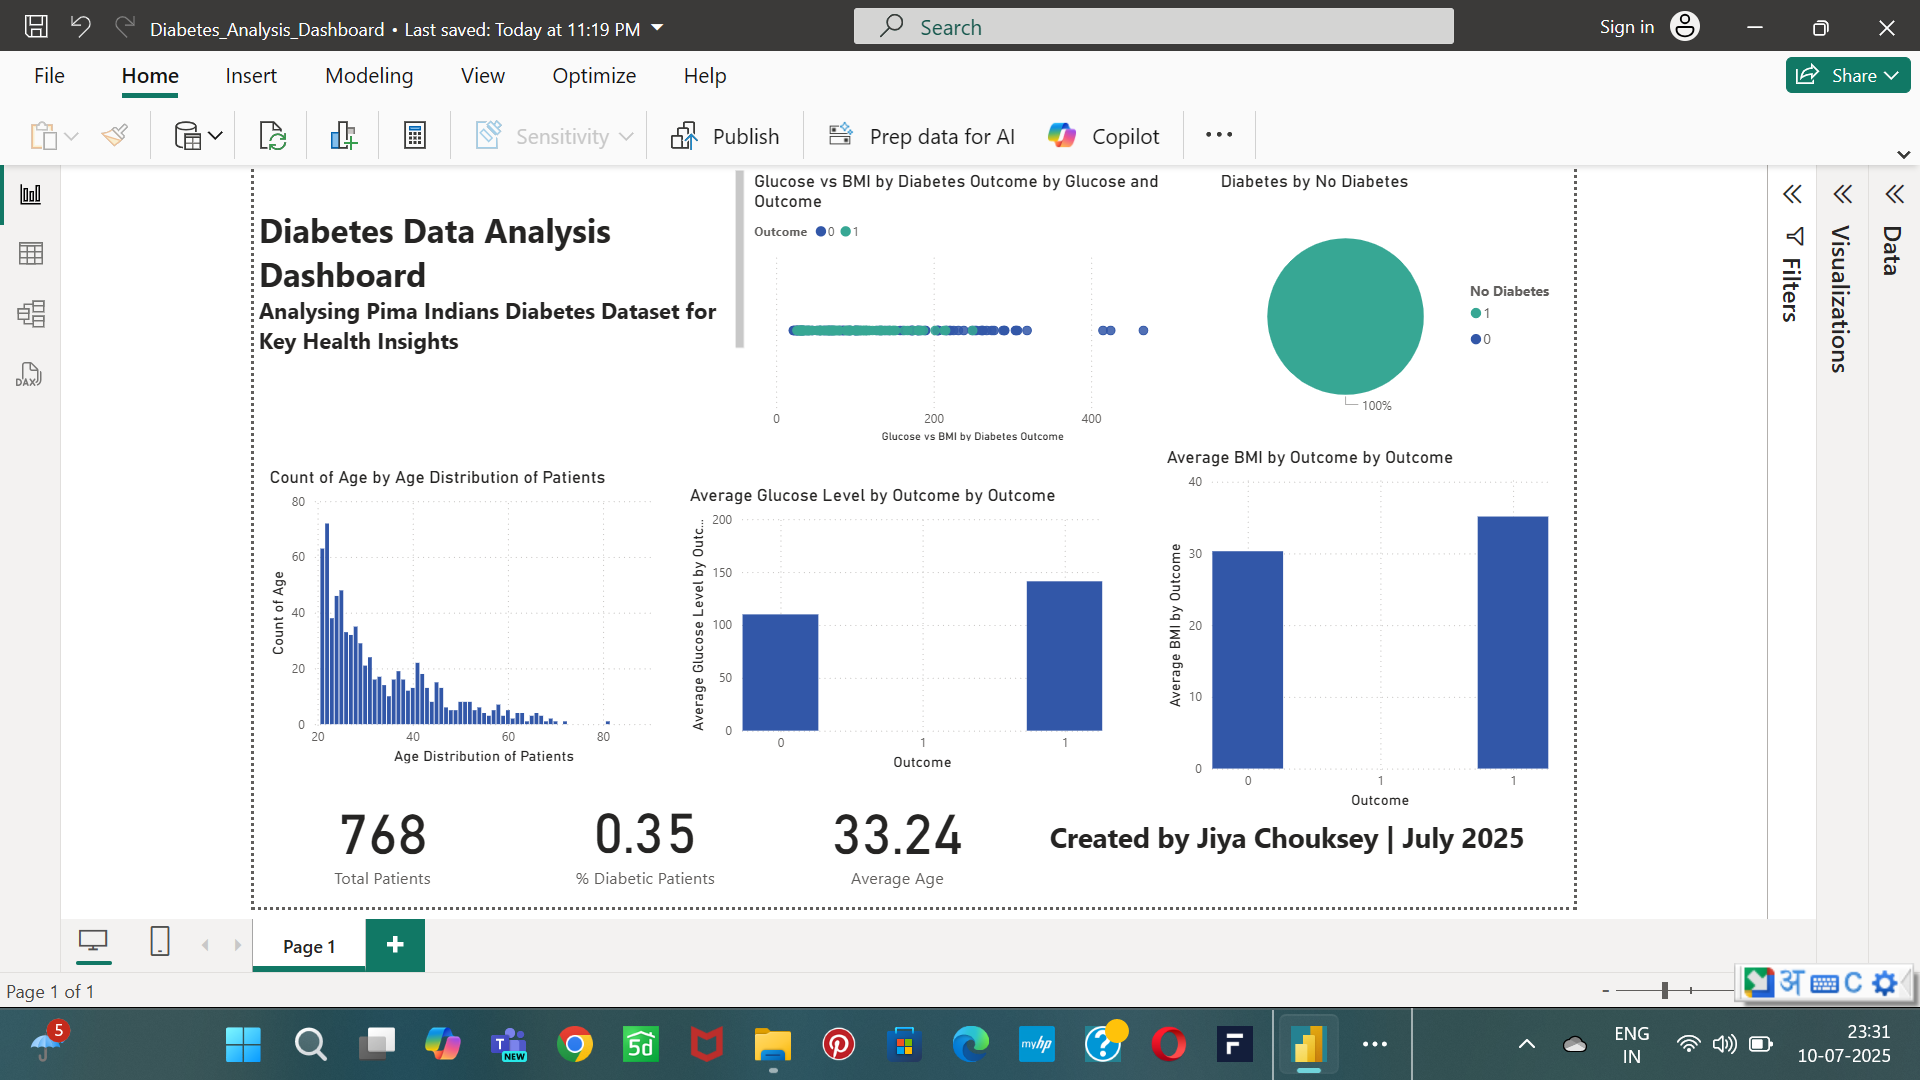 Diabetes_Analysis_Dashboard • Last saved: Today at 11:19 PM
Search
Sign in
File
Home
Insert
Modeling
View
Optimize
Help
Share
Sensitivity
Publish
Prep data for AI
Copilot
Diabetes Data Analysis
Dashboard
Analysing Pima Indians Diabetes Dataset for
Key Health Insights
Glucose vs BMI by Diabetes Outcome by Glucose and
Outcome
Outcome 0 1
0
200
400
Glucose vs BMI by Diabetes Outcome
Diabetes by No Diabetes
No Diabetes
1
0
100%
Filters
Visualizations
Data
DAX
Count of Age by Age Distribution of Patients
Count of Age
80
60
40
20
0
20
40
60
80
Age Distribution of Patients
Average Glucose Level by Outcome by Outcome
Average Glucose Level by Outc...
200
150
100
50
0
0
1
1
Outcome
Average BMI by Outcome by Outcome
Average BMI by Outcome
40
30
20
10
0
0
1
1
Outcome
768
Total Patients
0.35
% Diabetic Patients
33.24
Average Age
Created by Jiya Chouksey | July 2025
Page 1
Page 1 of 1
अ
C
5
NEW
5d
myhp
?
F
ENG
IN
23:31
10-07-2025